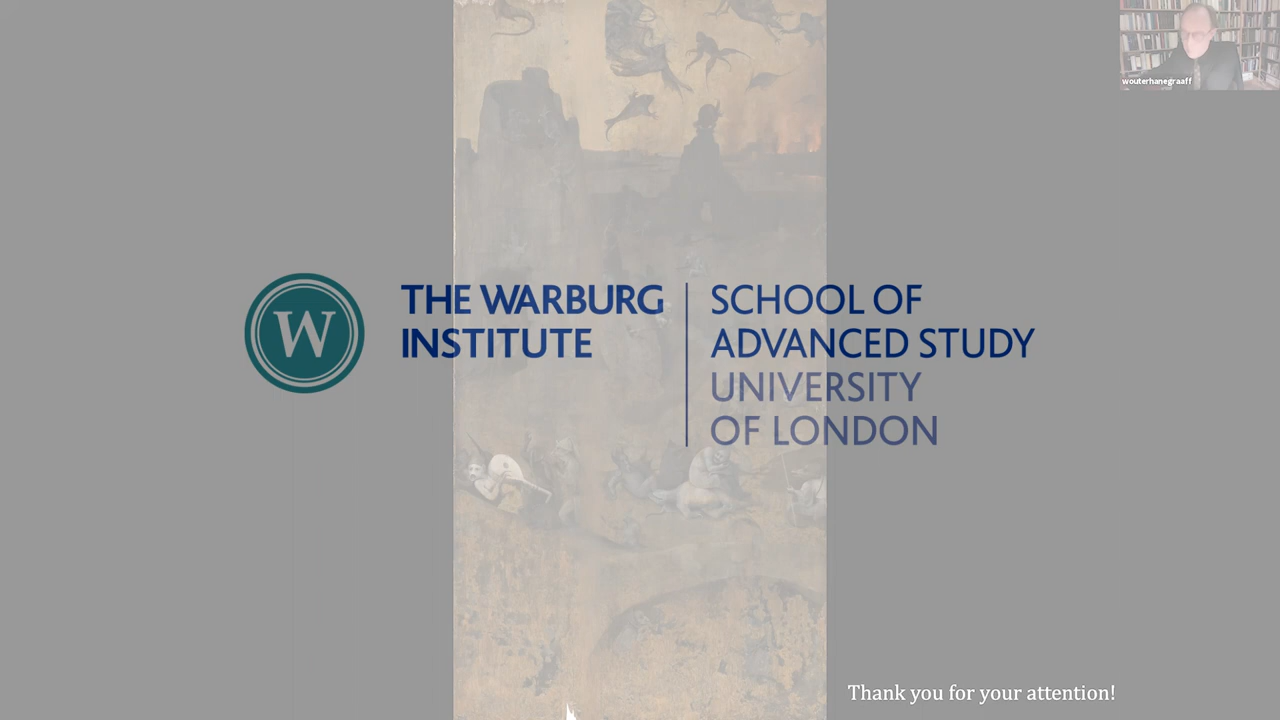 wouterhanegraaff
W
THE WARBURG
INSTITUTE
SCHOOL OF
ADVANCED STUDY
UNIVERSITY
OF LONDON
Thank you for your attention!